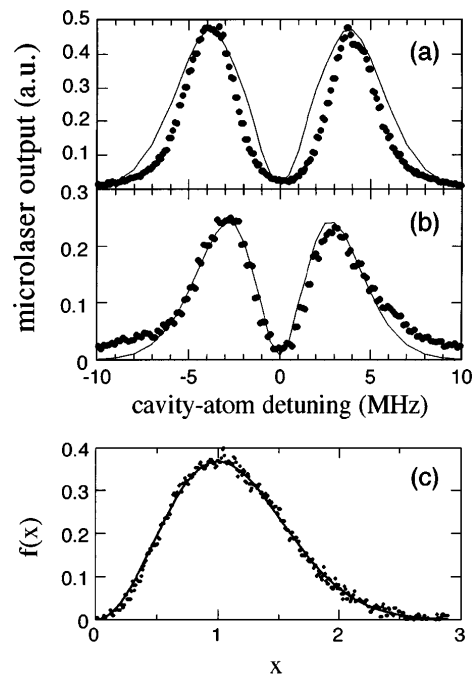 0.5
0.4
0.3
0.2
0.1
(a)
microlaser output (a.u.)
0.3
0.2
0.1
0
(b)
-10 -5 0 5 10
cavity-atom detuning (MHz)
0.4
0.3
0.2
0.1
0
(c)
f(x)
0 1 2 3
x